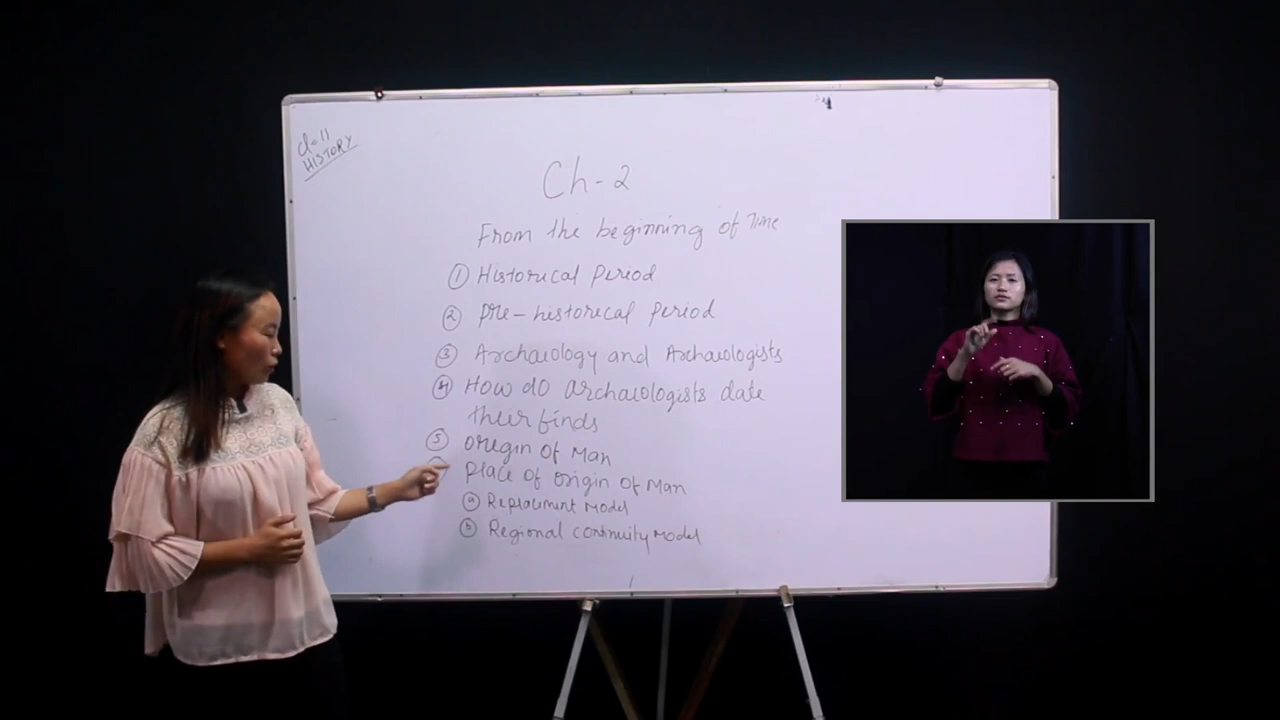 Cl-11
HISTORY
Ch-2
From the beginning of Time
① Historical Period
② Pre-historical Period
③ Archaeology and Archaeologists
④ How do archaeologists date
their finds
⑤ Origin of Man
Place of origin of Man
ⓐ Replacement Model
ⓑ Regional continuity Model